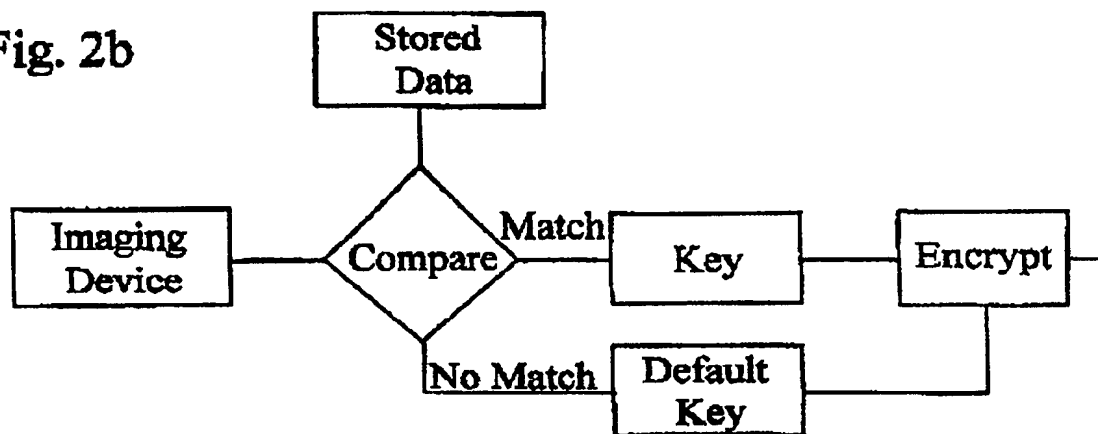 Fig. 2b
Stored
Data
Imaging
Device
Compare
Match
Key
Encrypt
No Match
Default
Key